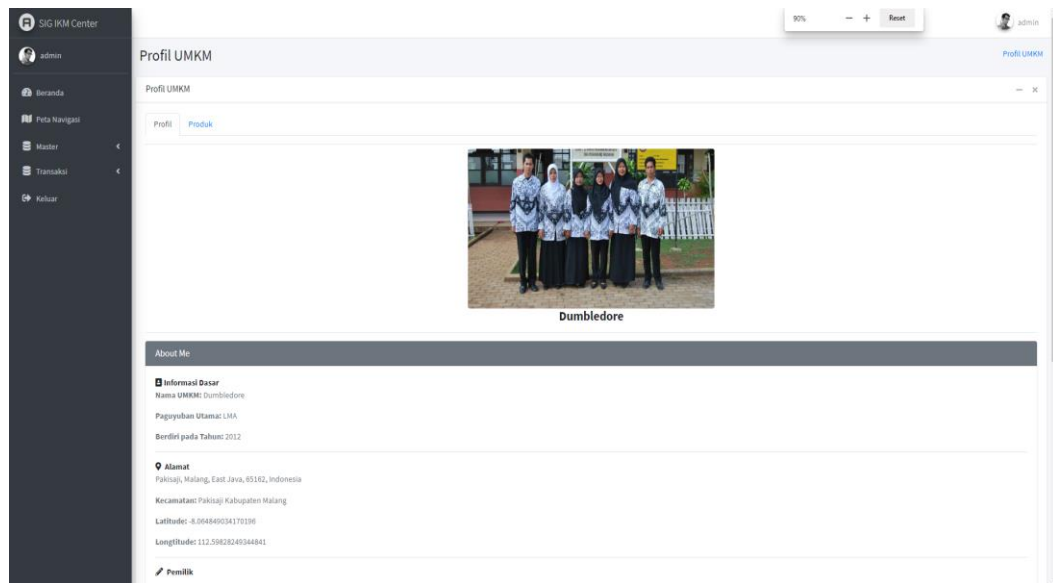 SIG IKM Center
90%
Reset
admin
admin
Beranda
Peta Navigasi
Master
Transaksi
Keluar
Profil UMKM
Profil UMKM
Profil UMKM
Profil
Produk
Dumbledore
About Me
Informasi Dasar
Nama UMKM: Dumbledore
Paguyuban Utama: LMA
Berdiri pada Tahun: 2012
Alamat
Pakisaji, Malang, East Java, 65162, Indonesia
Kecamatan: Pakisaji Kabupaten Malang
Latitude: -8.064849034170196
Longtitude: 112.59828249344841
Pemilik